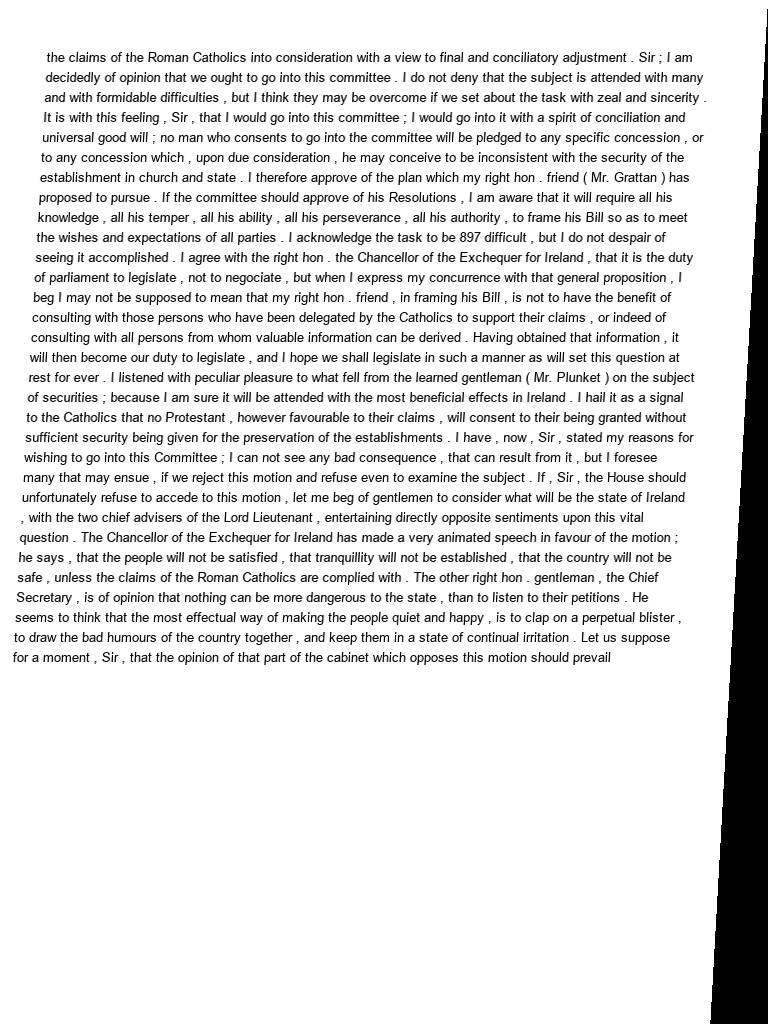 the claims of the Roman Catholics into consideration with a view to final and conciliatory adjustment . Sir ; I am
decidedly of opinion that we ought to go into this committee . I do not deny that the subject is attended with many
and with formidable difficulties , but I think they may be overcome if we set about the task with zeal and sincerity .
It is with this feeling , Sir , that I would go into this committee ; I would go into it with a spirit of conciliation and
universal good will ; no man who consents to go into the committee will be pledged to any specific concession , or
to any concession which , upon due consideration , he may conceive to be inconsistent with the security of the
establishment in church and state . I therefore approve of the plan which my right hon . friend ( Mr. Grattan ) has
proposed to pursue . If the committee should approve of his Resolutions , I am aware that it will require all his
knowledge , all his temper , all his ability , all his perseverance , all his authority , to frame his Bill so as to meet
the wishes and expectations of all parties . I acknowledge the task to be 897 difficult , but I do not despair of
seeing it accomplished . I agree with the right hon . the Chancellor of the Exchequer for Ireland , that it is the duty
of parliament to legislate , not to negociate , but when I express my concurrence with that general proposition , I
beg I may not be supposed to mean that my right hon . friend , in framing his Bill , is not to have the benefit of
consulting with those persons who have been delegated by the Catholics to support their claims , or indeed of
consulting with all persons from whom valuable information can be derived . Having obtained that information , it
will then become our duty to legislate , and I hope we shall legislate in such a manner as will set this question at
rest for ever . I listened with peculiar pleasure to what fell from the learned gentleman ( Mr. Plunket ) on the subject
of securities ; because I am sure it will be attended with the most beneficial effects in Ireland . I hail it as a signal
to the Catholics that no Protestant , however favourable to their claims , will consent to their being granted without
sufficient security being given for the preservation of the establishments . I have , now , Sir , stated my reasons for
wishing to go into this Committee ; I can not see any bad consequence , that can result from it , but I foresee
many that may ensue , if we reject this motion and refuse even to examine the subject . If , Sir , the House should
unfortunately refuse to accede to this motion , let me beg of gentlemen to consider what will be the state of Ireland
, with the two chief advisers of the Lord Lieutenant , entertaining directly opposite sentiments upon this vital
question . The Chancellor of the Exchequer for Ireland has made a very animated speech in favour of the motion ;
he says , that the people will not be satisfied , that tranquillity will not be established , that the country will not be
safe , unless the claims of the Roman Catholics are complied with . The other right hon . gentleman , the Chief
Secretary , is of opinion that nothing can be more dangerous to the state , than to listen to their petitions . He
seems to think that the most effectual way of making the people quiet and happy , is to clap on a perpetual blister ,
to draw the bad humours of the country together , and keep them in a state of continual irritation . Let us suppose
for a moment , Sir , that the opinion of that part of the cabinet which opposes this motion should prevail